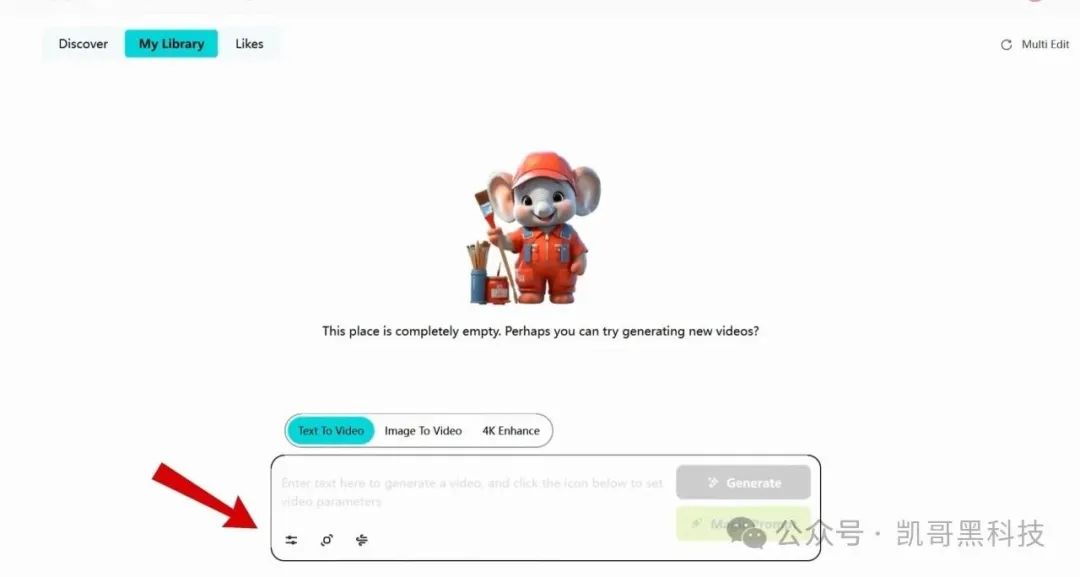 Discover
My Library
Likes
Multi Edit
This place is completely empty. Perhaps you can try generating new videos?
Text To Video
Image To Video
4K Enhance
Enter text here to generate a video, and click the icon below to set
video parameters
Generate
公众号 · 凯哥黑科技